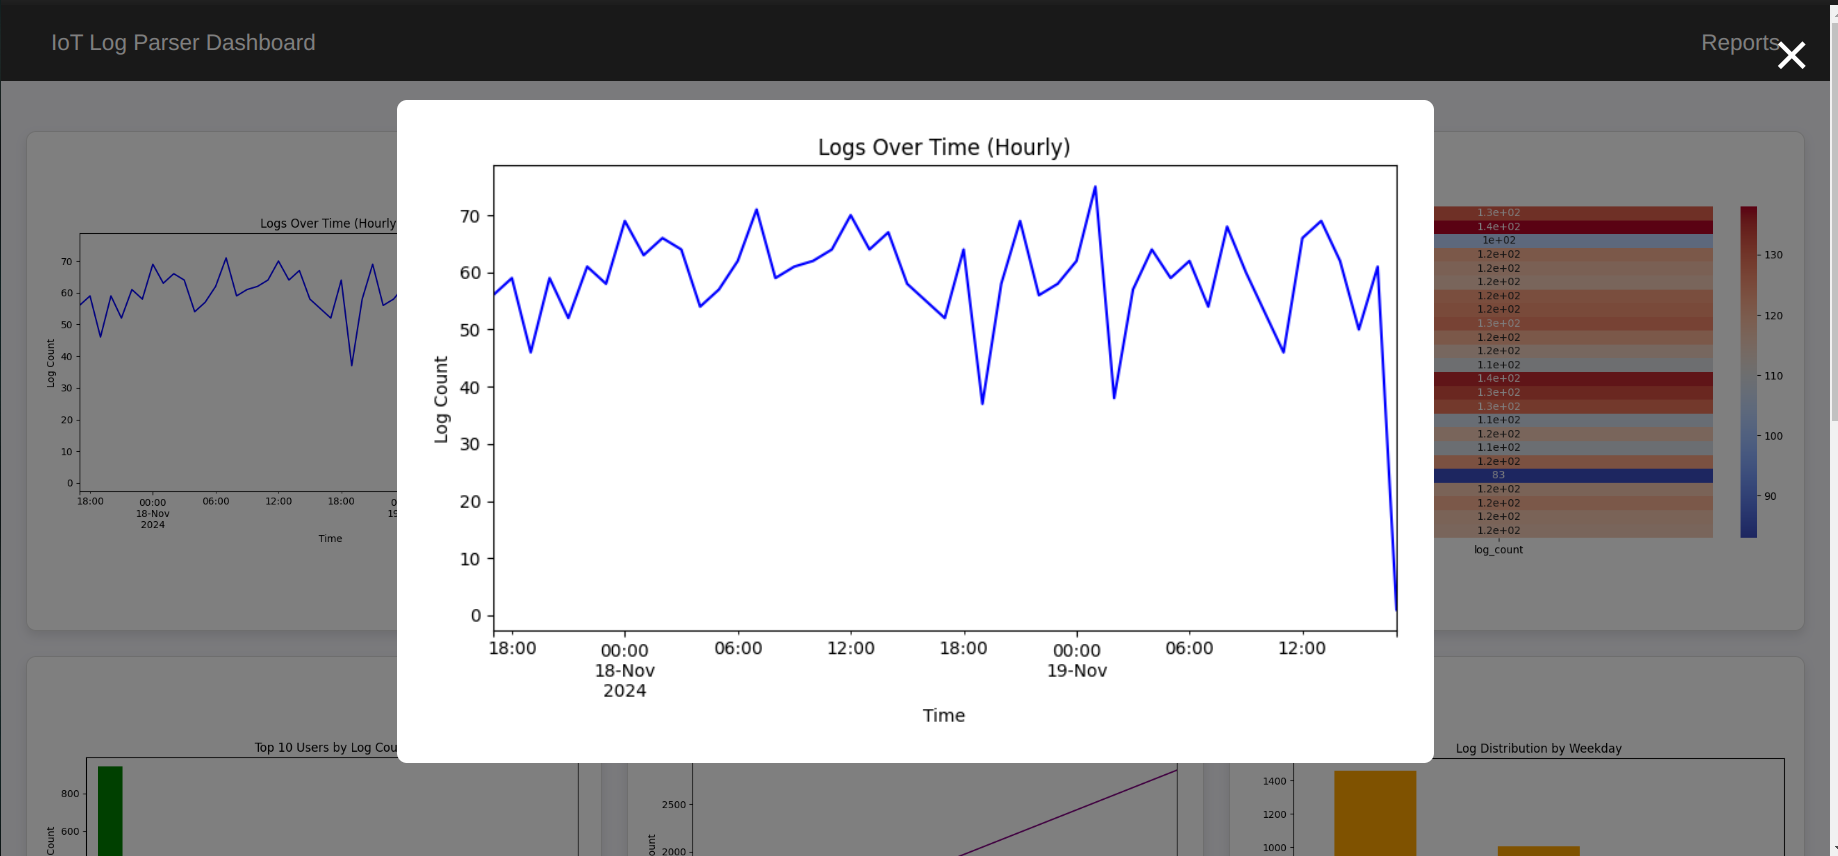 IoT Log Parser Dashboard
Reports
×
Logs Over Time (Hourly)
70
60
50
40
30
20
10
0
Log Count
18:00 00:00 06:00 12:00 18:00 00:00 06:00 12:00
18-Nov 19-Nov
2024
Time
Logs Over Time (Hourly
70
60
50
40
30
20
10
0
Log Count
18:00 00:00 06:00 12:00 18:00
18-Nov
2024
Time
1.3e+02
1.4e+02
1e+02
1.2e+02
1.2e+02
1.2e+02
1.2e+02
1.2e+02
1.3e+02
1.2e+02
1.2e+02
1.1e+02
1.4e+02
1.3e+02
1.3e+02
1.1e+02
1.2e+02
1.1e+02
1.2e+02
83
1.2e+02
1.2e+02
1.2e+02
1.2e+02
log_count
130
120
110
100
90
Top 10 Users by Log Cou
800
600
Count
2500
2000
ount
Log Distribution by Weekday
1400
1200
1000